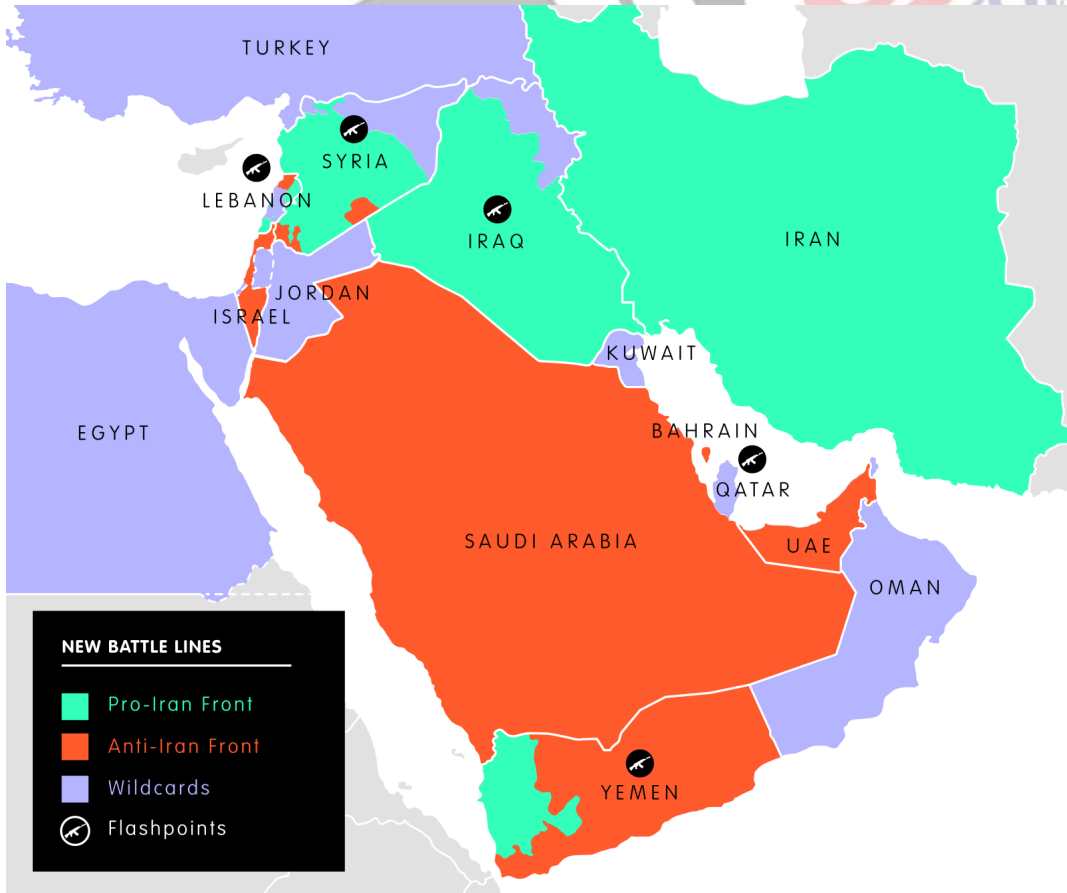 TURKEY
SYRIA
LEBANON
IRAQ
IRAN
JORDAN
ISRAEL
KUWAIT
EGYPT
BAHRAIN
QATAR
SAUDI ARABIA
UAE
OMAN
YEMEN
NEW BATTLE LINES
Pro-Iran Front
Anti-Iran Front
Wildcards
Flashpoints